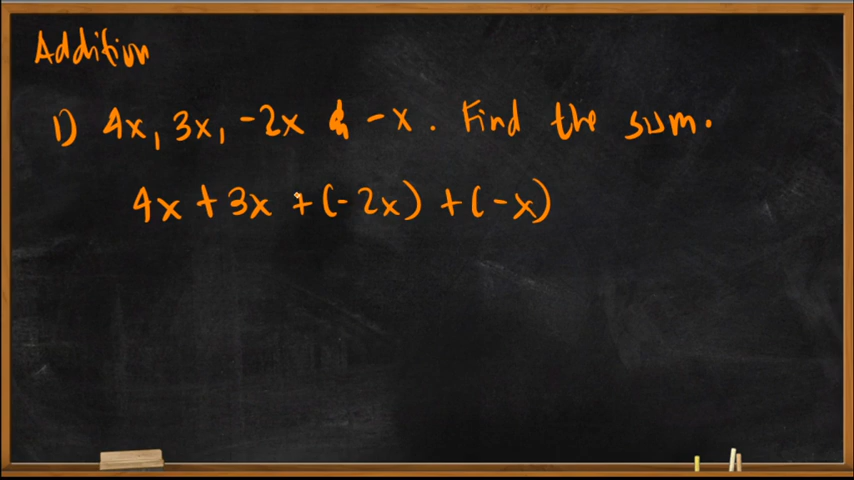 Addition
1) 4x, 3x, -2x & -x. Find the sum.
4x + 3x + (-2x) + (-x)